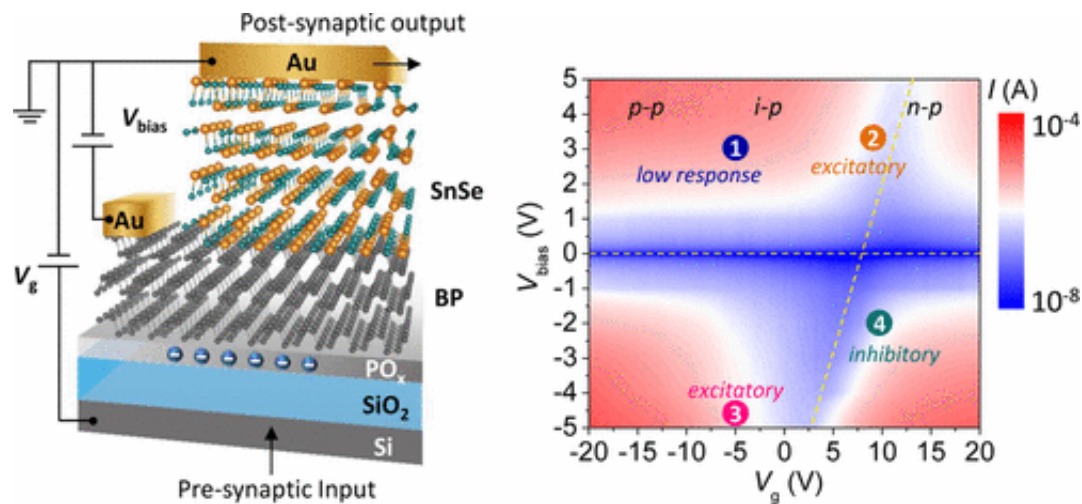 Post-synaptic output
Au
V_bias
SnSe
Au
V_g
BP
PO_x
SiO₂
Si
Pre-synaptic Input
p-p
i-p
n-p
I (A)
10⁻⁴
10⁻⁸
1
low response
2
excitatory
excitatory
3
4
inhibitory
V_bias (V)
5
4
3
2
1
0
-1
-2
-3
-4
-5
-20 -15 -10 -5 0 5 10 15 20
V_g (V)